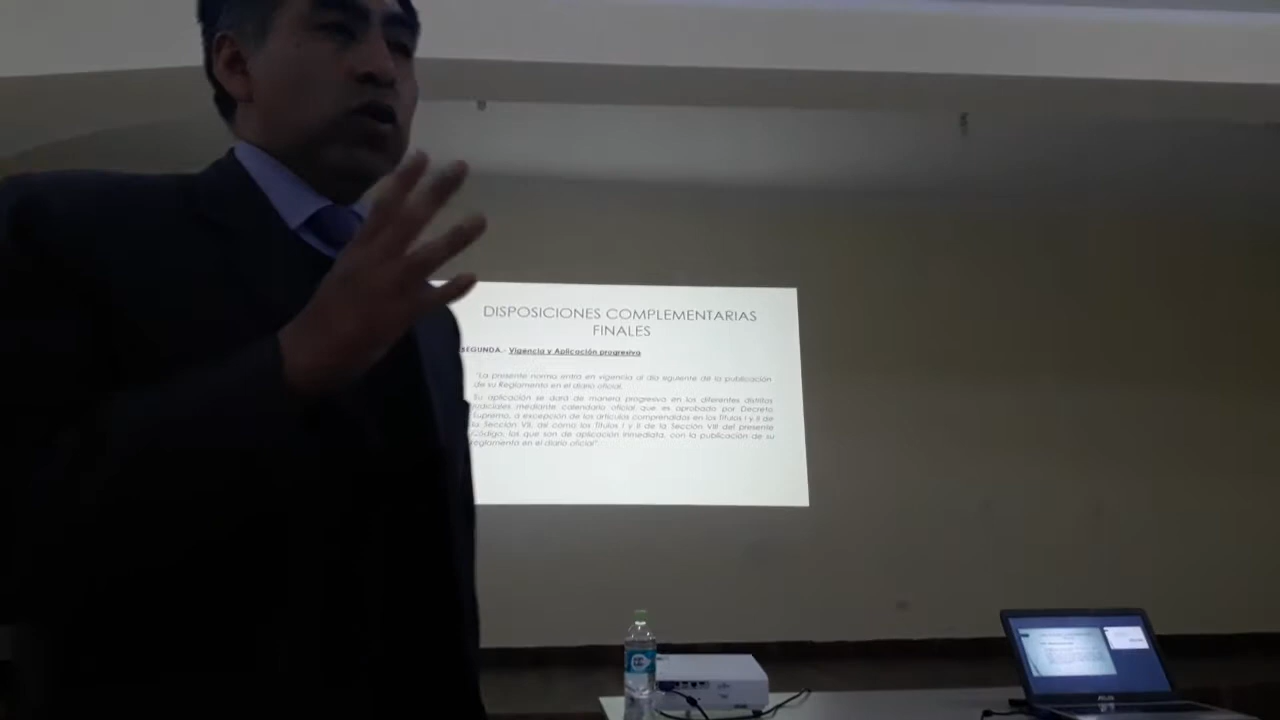 DISPOSICIONES COMPLEMENTARIAS
FINALES
SEGUNDA.- Vigencia y Aplicación progresiva
"La presente norma entra en vigencia al día siguiente de la publicación
de su Reglamento en el diario oficial.
Su aplicación se dará de manera progresiva en los diferentes distritos
judiciales mediante calendario oficial que es aprobado por Decreto
Supremo, a excepción de los artículos comprendidos en los Títulos I y II de
la Sección VII, así como los Títulos I y II de la Sección VIII del presente
Código, los que son de aplicación inmediata, con la publicación de su
reglamento en el diario oficial".